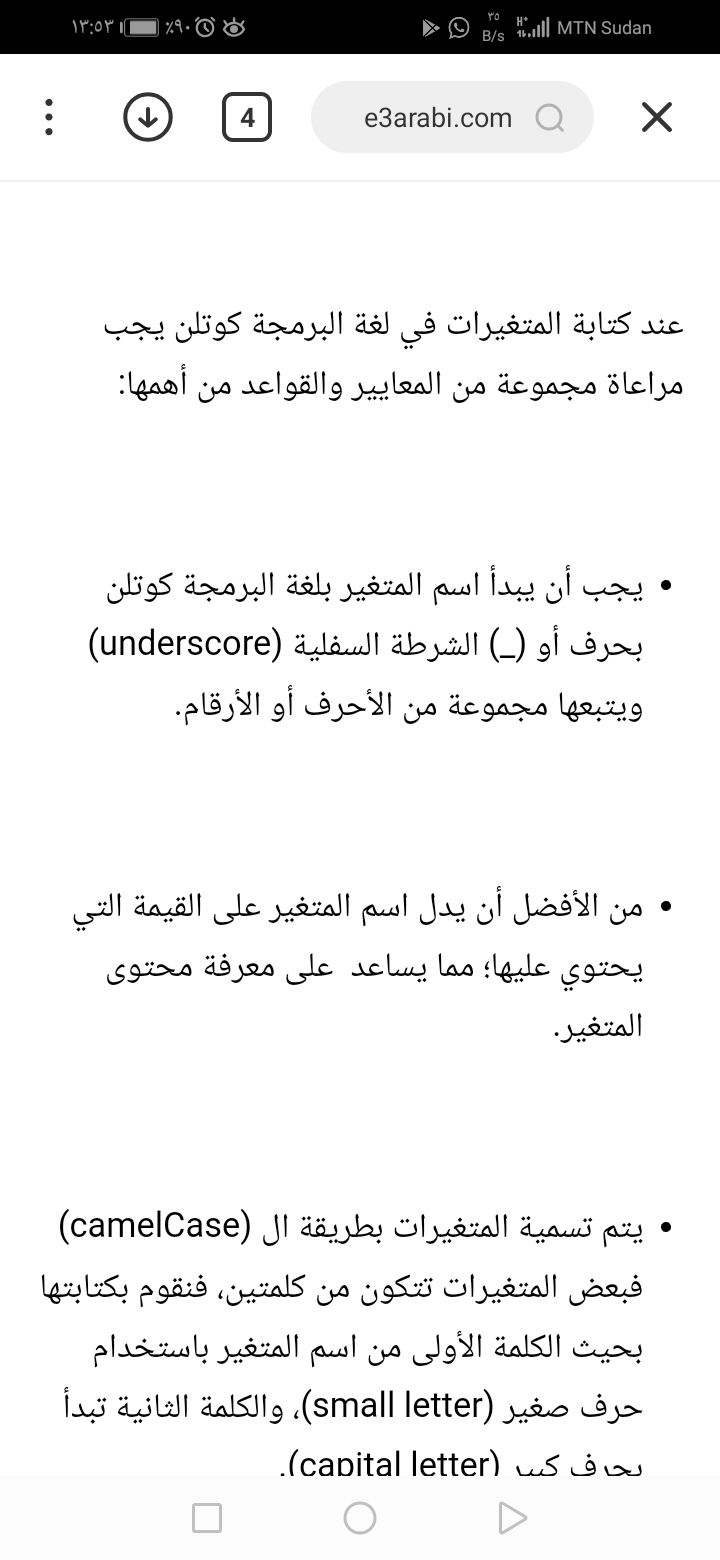 ١٣:٥٣ ٪٩٠ ٣٥ B/s H+ MTN Sudan
4 e3arabi.com
عند كتابة المتغيرات في لغة البرمجة كوتلن يجب
مراعاة مجموعة من المعايير والقواعد من أهمها:
• يجب أن يبدأ اسم المتغير بلغة البرمجة كوتلن
بحرف أو (_) الشرطة السفلية (underscore)
ويتبعها مجموعة من الأحرف أو الأرقام.
• من الأفضل أن يدل اسم المتغير على القيمة التي
يحتوي عليها؛ مما يساعد على معرفة محتوى
المتغير.
• يتم تسمية المتغيرات بطريقة ال (camelCase)
فبعض المتغيرات تتكون من كلمتين، فنقوم بكتابتها
بحيث الكلمة الأولى من اسم المتغير باستخدام
حرف صغير (small letter)، والكلمة الثانية تبدأ
بحرف كبير (capital letter).